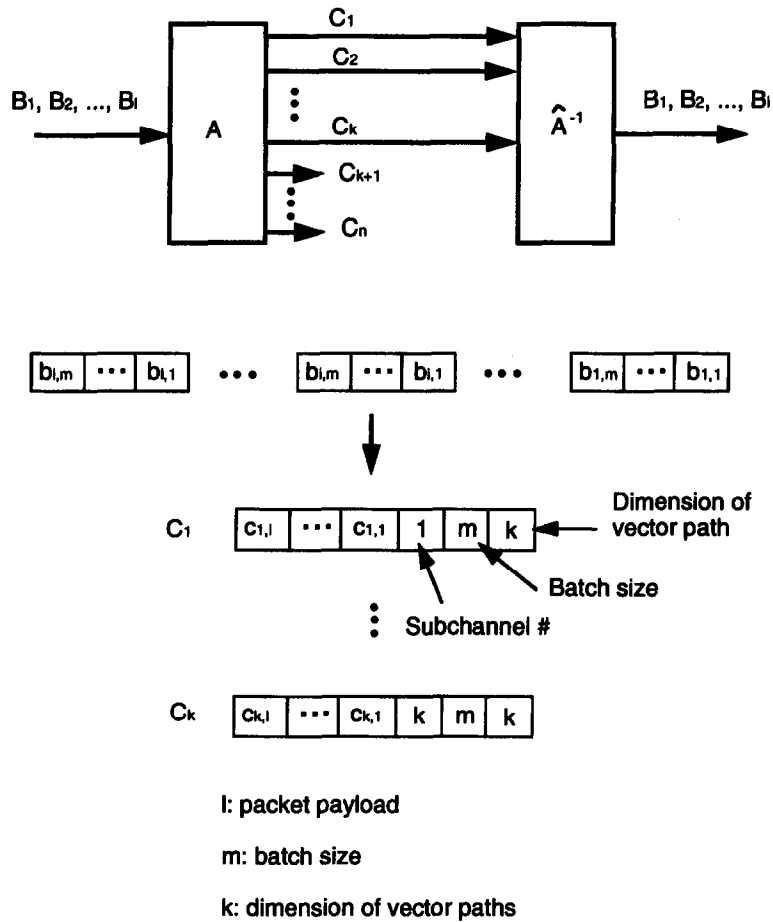 C1
C2
B1, B2, ..., Bl
A
Ck
Â-1
B1, B2, ..., Bl
Ck+1
Cn
bl,m ... bl,1 ... bi,m ... bi,1 ... b1,m ... b1,1
C1 c1,l ... c1,1 1 m k
Dimension of
vector path
Batch size
Subchannel #
Ck ck,l ... ck,1 k m k
l: packet payload
m: batch size
k: dimension of vector paths